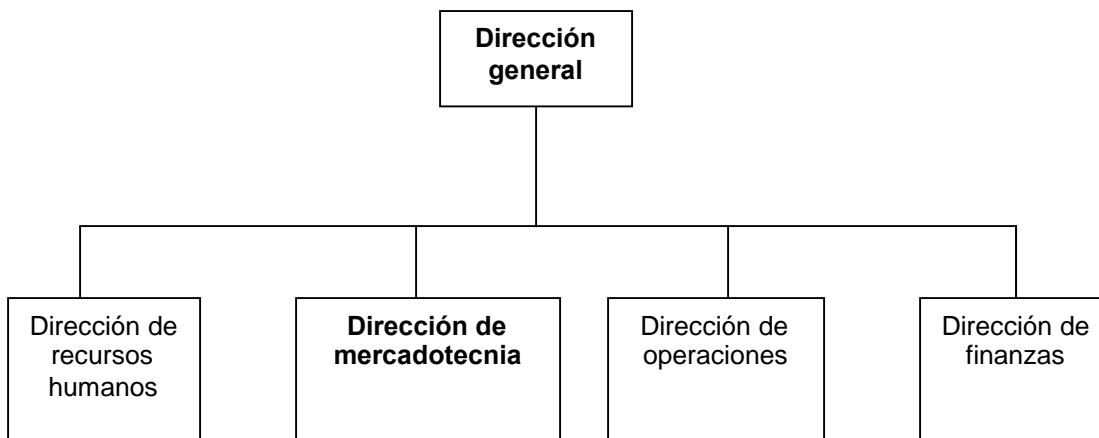 Dirección
general
Dirección de
recursos
humanos
Dirección de
mercadotecnia
Dirección de
operaciones
Dirección de
finanzas